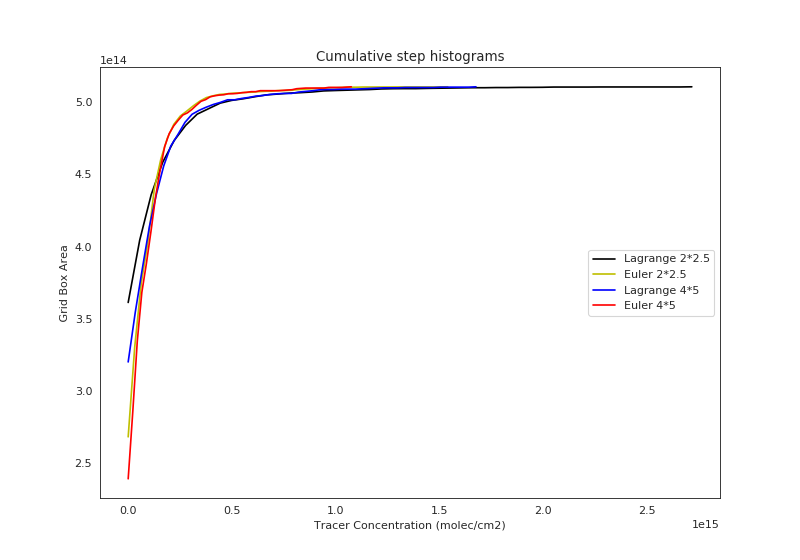 Cumulative step histograms
1e14
5.0
4.5
4.0
3.5
3.0
2.5
Grid Box Area
Lagrange 2*2.5
Euler 2*2.5
Lagrange 4*5
Euler 4*5
0.0 0.5 1.0 1.5 2.0 2.5
Tracer Concentration (molec/cm2)
1e15